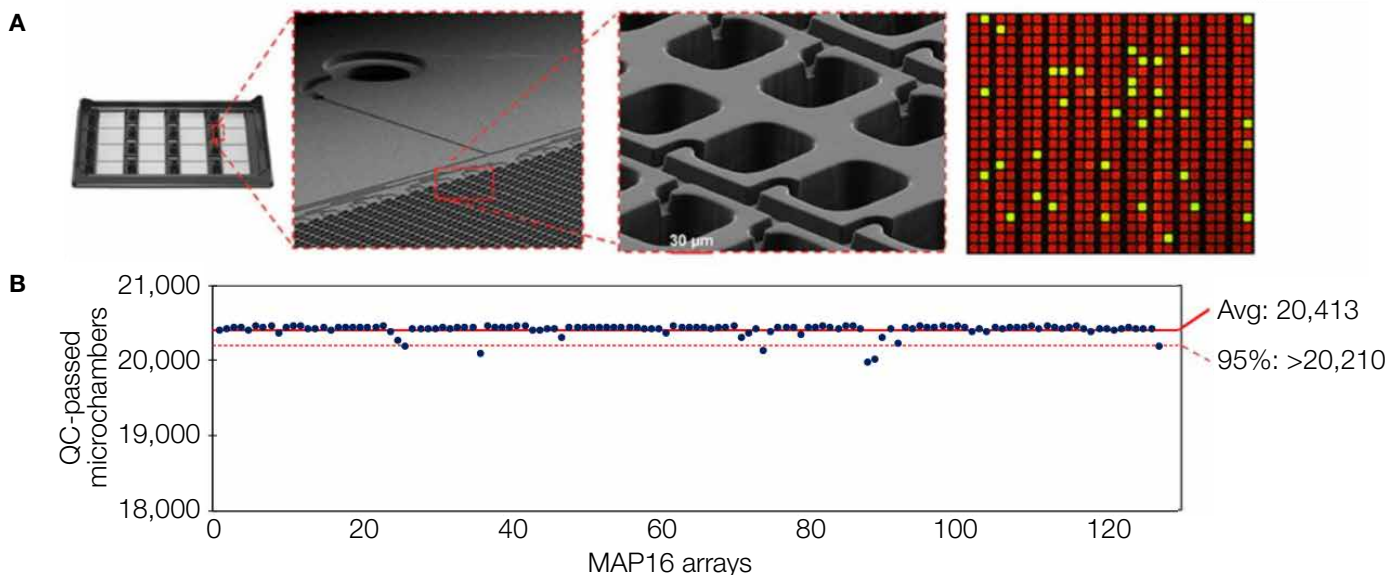 A
30 µm
B
21,000
20,000
19,000
18,000
QC-passed
microchambers
0
20
40
60
80
100
120
MAP16 arrays
Avg: 20,413
95%: >20,210